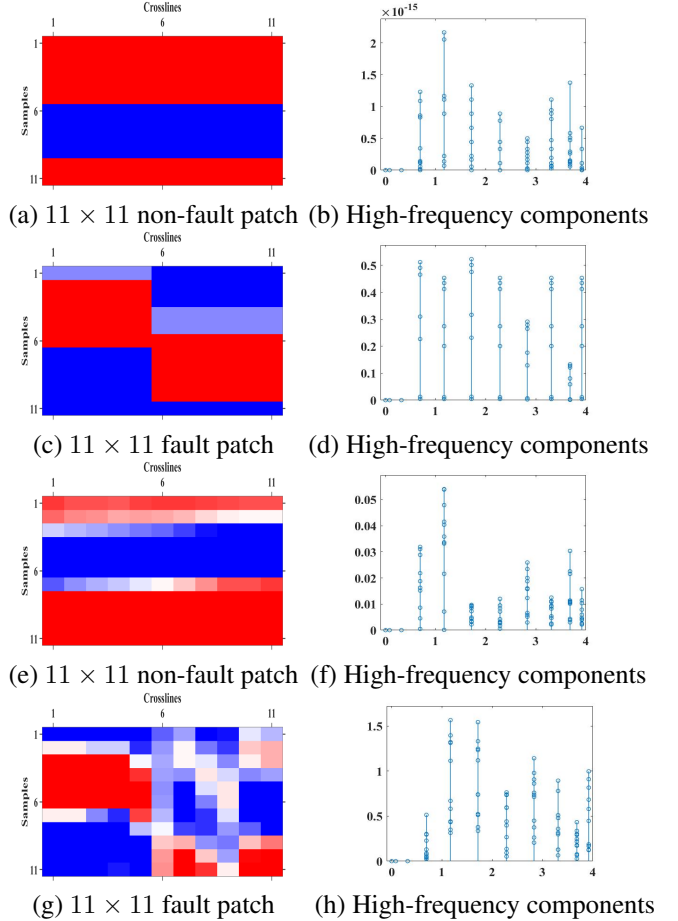 Crosslines
1 6 11
1
6
11
Samples
×10⁻¹⁵
2
1.5
1
0.5
0
0 1 2 3 4
(a) 11 × 11 non-fault patch (b) High-frequency components
Crosslines
1 6 11
1
6
11
Samples
0.5
0.4
0.3
0.2
0.1
0
0 1 2 3 4
(c) 11 × 11 fault patch (d) High-frequency components
Crosslines
1 6 11
1
6
11
Samples
0.05
0.04
0.03
0.02
0.01
0
0 1 2 3 4
(e) 11 × 11 non-fault patch (f) High-frequency components
Crosslines
1 6 11
1
6
11
Samples
1.5
1
0.5
0
0 1 2 3 4
(g) 11 × 11 fault patch (h) High-frequency components